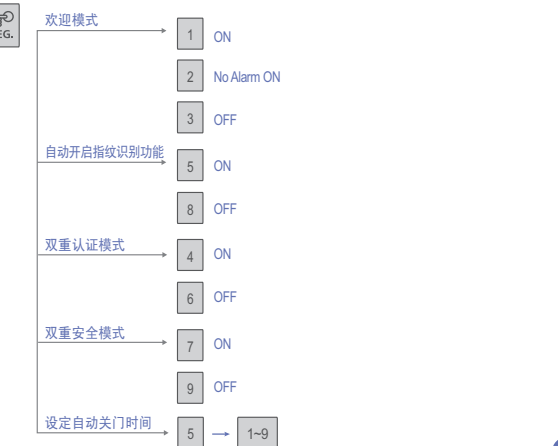 EG.
欢迎模式
1 ON
2 No Alarm ON
3 OFF
自动开启指纹识别功能
5 ON
8 OFF
双重认证模式
4 ON
6 OFF
双重安全模式
7 ON
9 OFF
设定自动关门时间
5 → 1~9